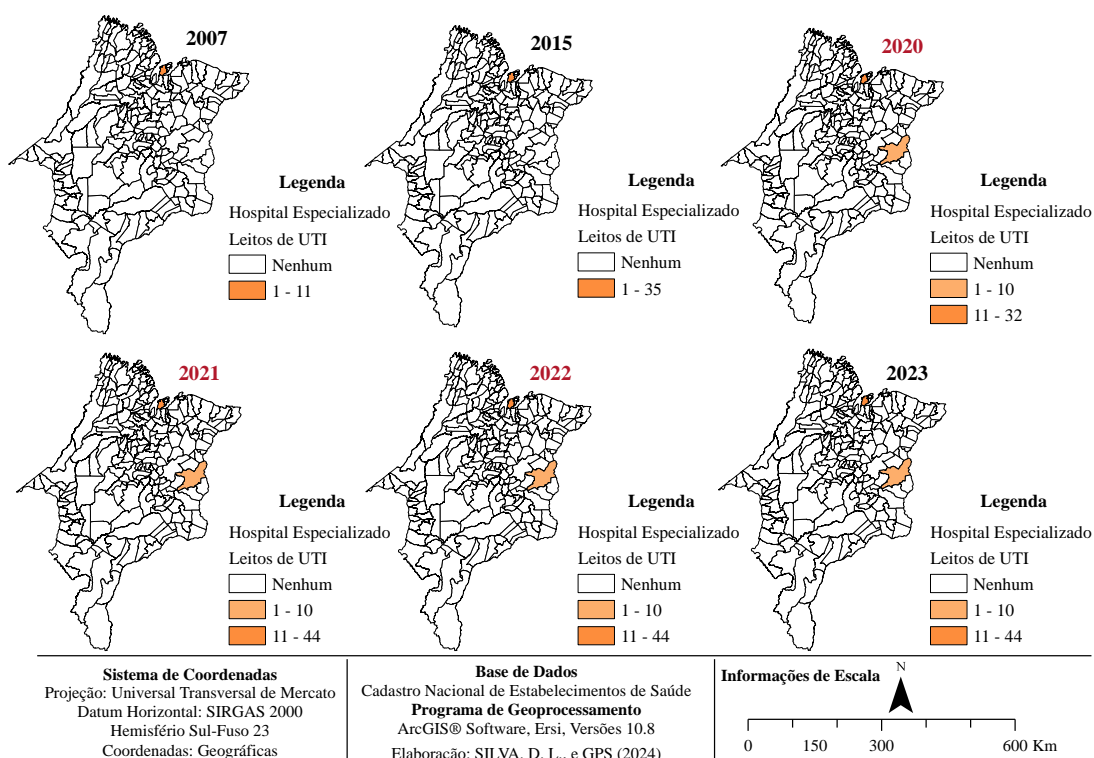 2007
Legenda
Hospital Especializado
Leitos de UTI
Nenhum
1 - 11
2015
Legenda
Hospital Especializado
Leitos de UTI
Nenhum
1 - 35
2020
Legenda
Hospital Especializado
Leitos de UTI
Nenhum
1 - 10
11 - 32
2021
Legenda
Hospital Especializado
Leitos de UTI
Nenhum
1 - 10
11 - 44
2022
Legenda
Hospital Especializado
Leitos de UTI
Nenhum
1 - 10
11 - 44
2023
Legenda
Hospital Especializado
Leitos de UTI
Nenhum
1 - 10
11 - 44
Sistema de Coordenadas
Projeção: Universal Transversal de Mercato
Datum Horizontal: SIRGAS 2000
Hemisfério Sul-Fuso 23
Coordenadas: Geográficas
Base de Dados
Cadastro Nacional de Estabelecimentos de Saúde
Programa de Geoprocessamento
ArcGIS® Software, Ersi, Versões 10.8
Elaboração: SILVA, D. L., e GPS (2024)
Informações de Escala
N
0 150 300 600 Km